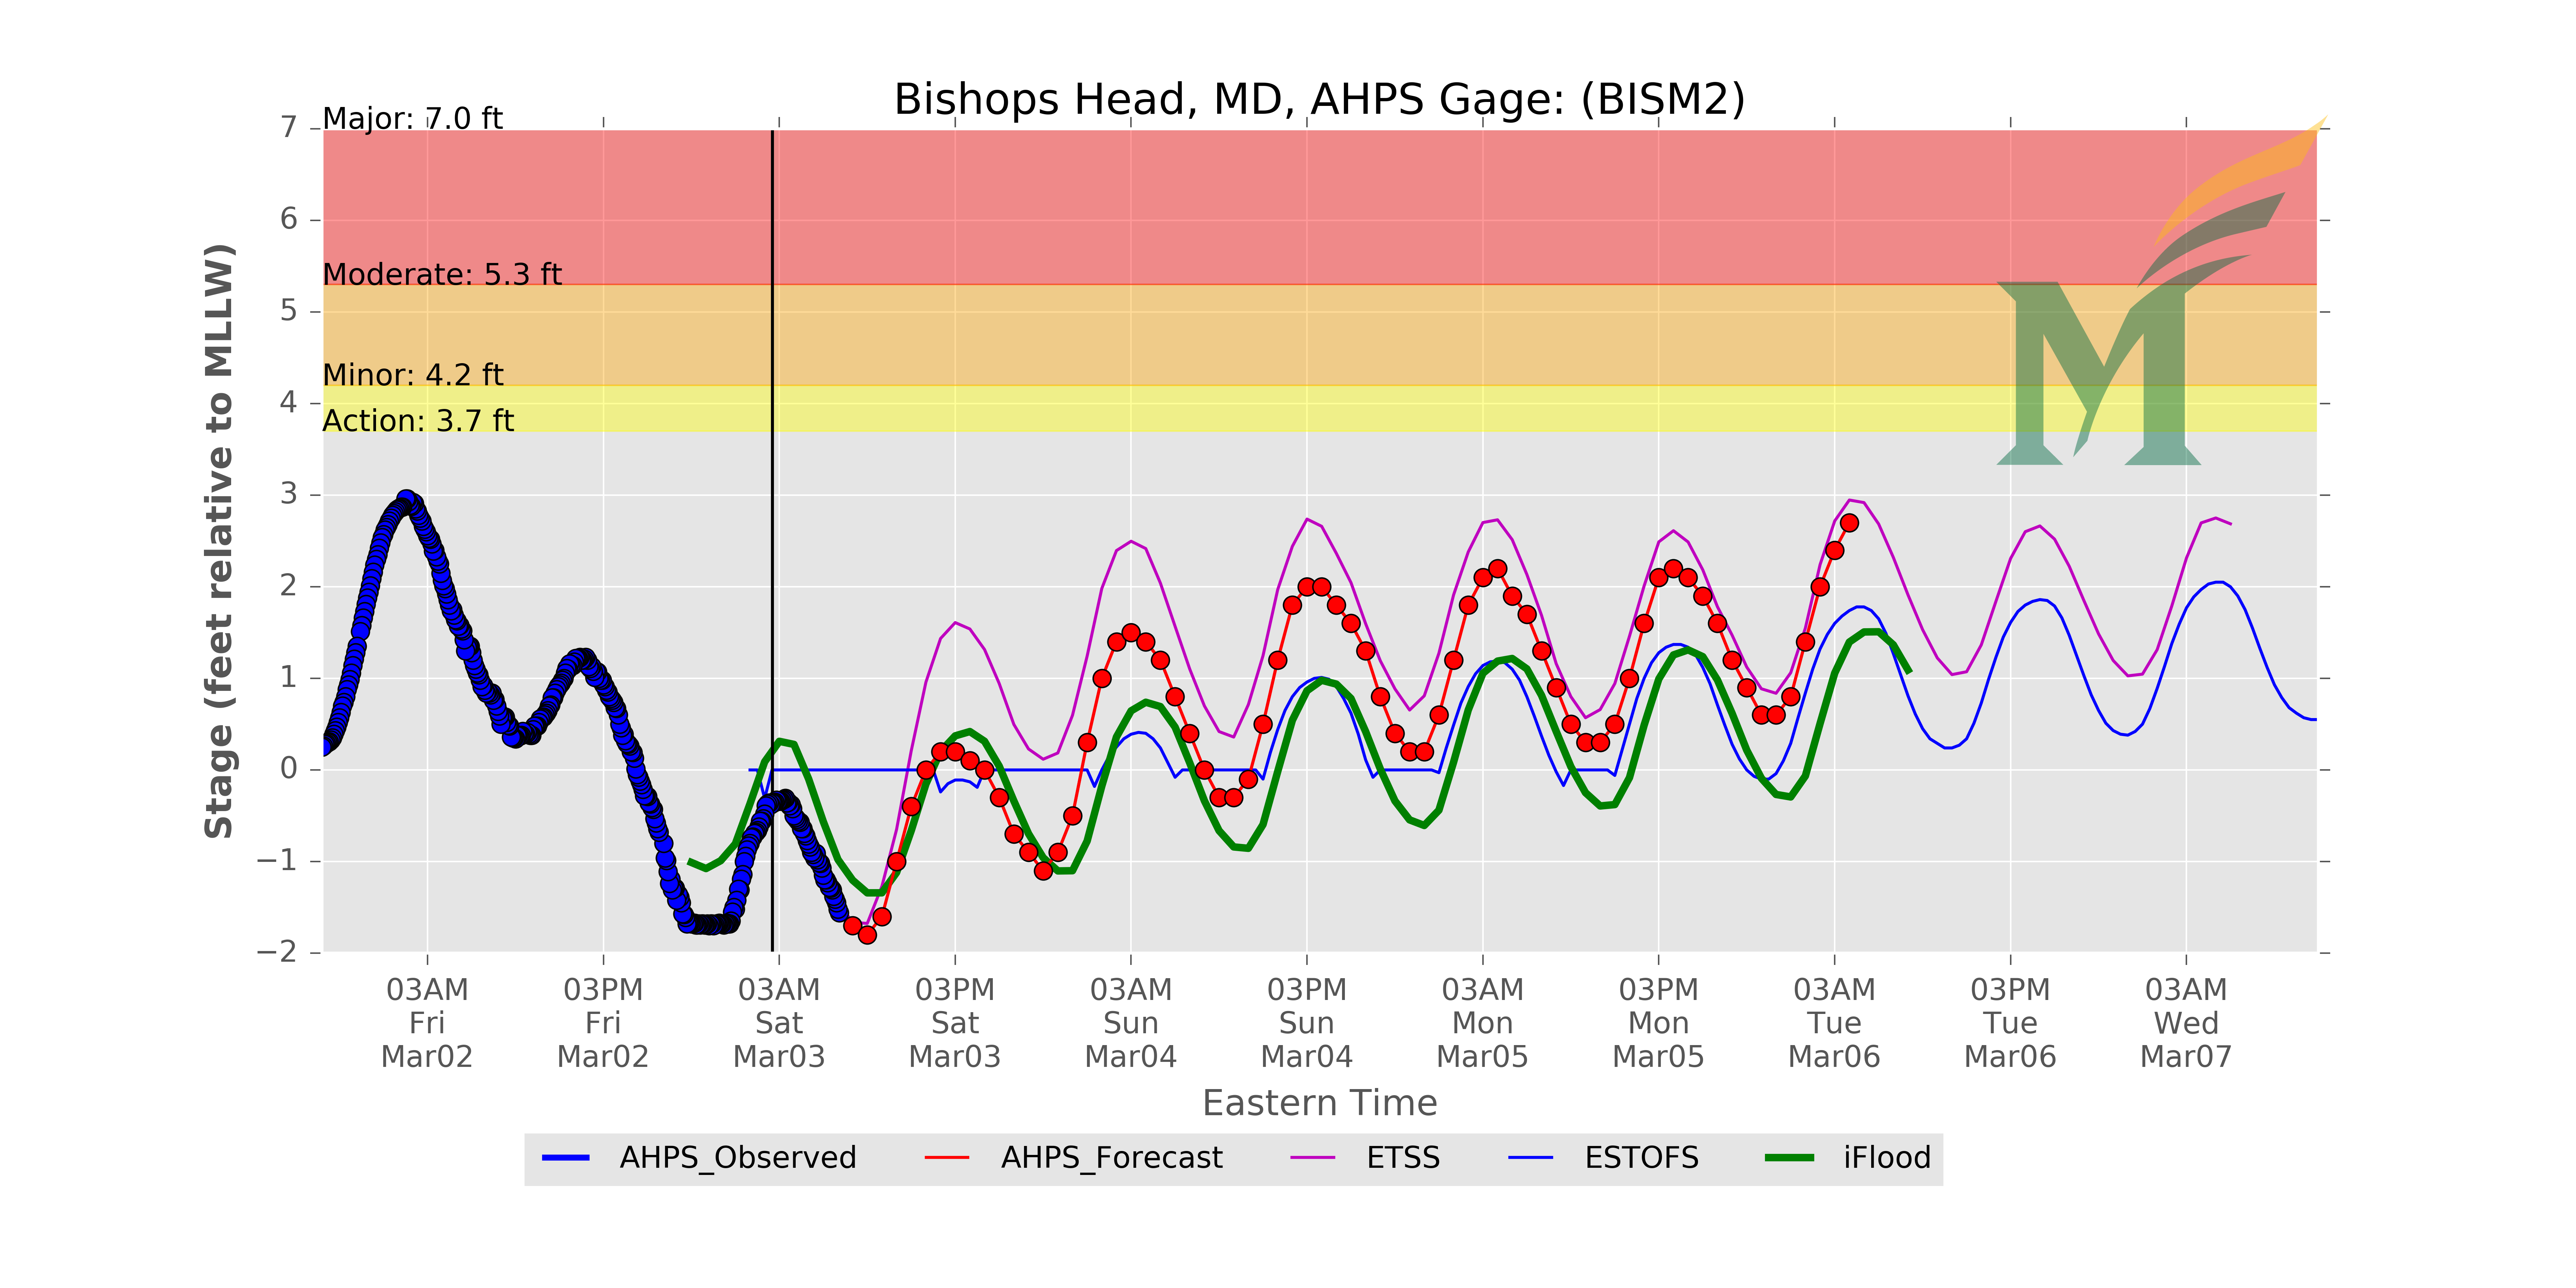 Bishops Head, MD, AHPS Gage: (BISM2)
Major: 7.0 ft
Moderate: 5.3 ft
Minor: 4.2 ft
Action: 3.7 ft
7
6
5
4
3
2
1
0
−1
−2
Stage (feet relative to MLLW)
03AM 03PM 03AM 03PM 03AM 03PM 03AM 03PM 03AM 03PM 03AM
Fri Fri Sat Sat Sun Sun Mon Mon Tue Tue Wed
Mar02 Mar02 Mar03 Mar03 Mar04 Mar04 Mar05 Mar05 Mar06 Mar06 Mar07
Eastern Time
AHPS_Observed AHPS_Forecast ETSS ESTOFS iFlood